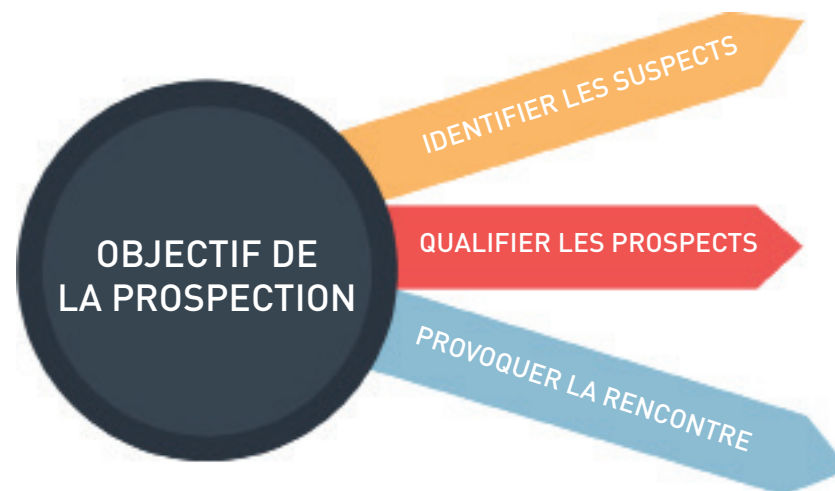 OBJECTIF DE
LA PROSPECTION
IDENTIFIER LES SUSPECTS
QUALIFIER LES PROSPECTS
PROVOQUER LA RENCONTRE